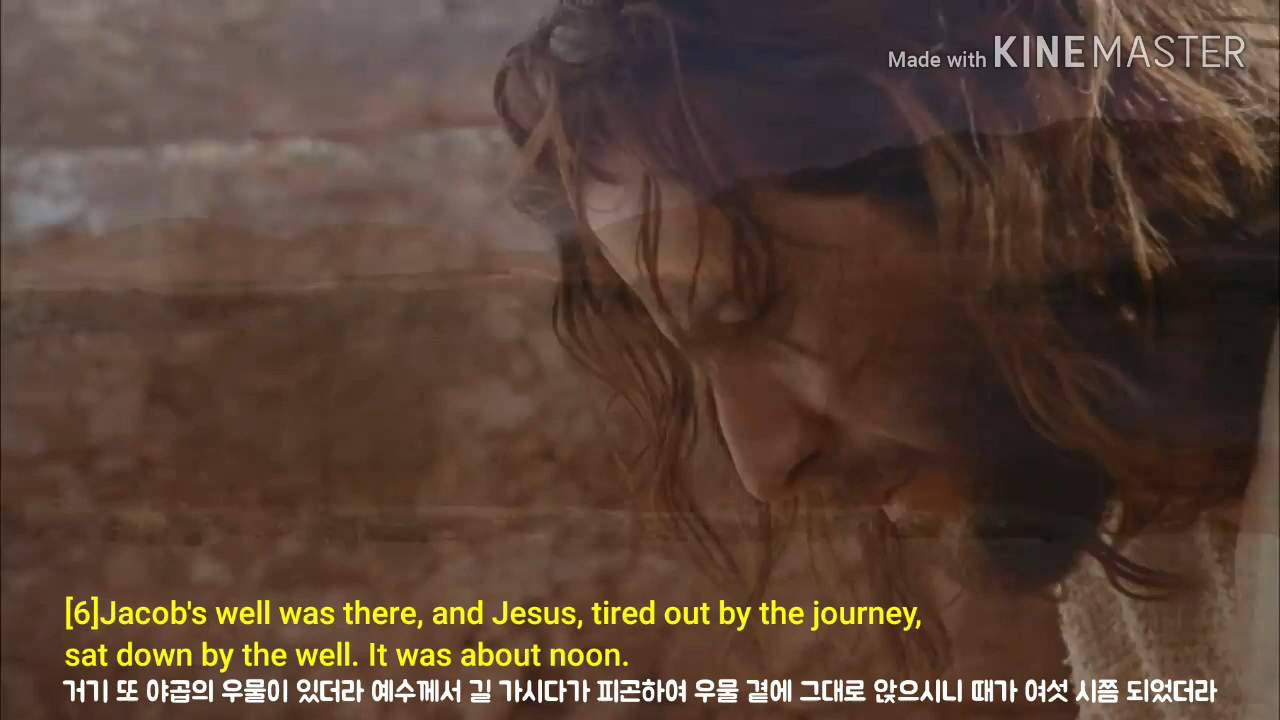 Made with KINEMASTER
[6]Jacob's well was there, and Jesus, tired out by the journey,
sat down by the well. It was about noon.
거기 또 야곱의 우물이 있더라 예수께서 길 가시다가 피곤하여 우물 곁에 그대로 앉으시니 때가 여섯 시쯤 되었더라